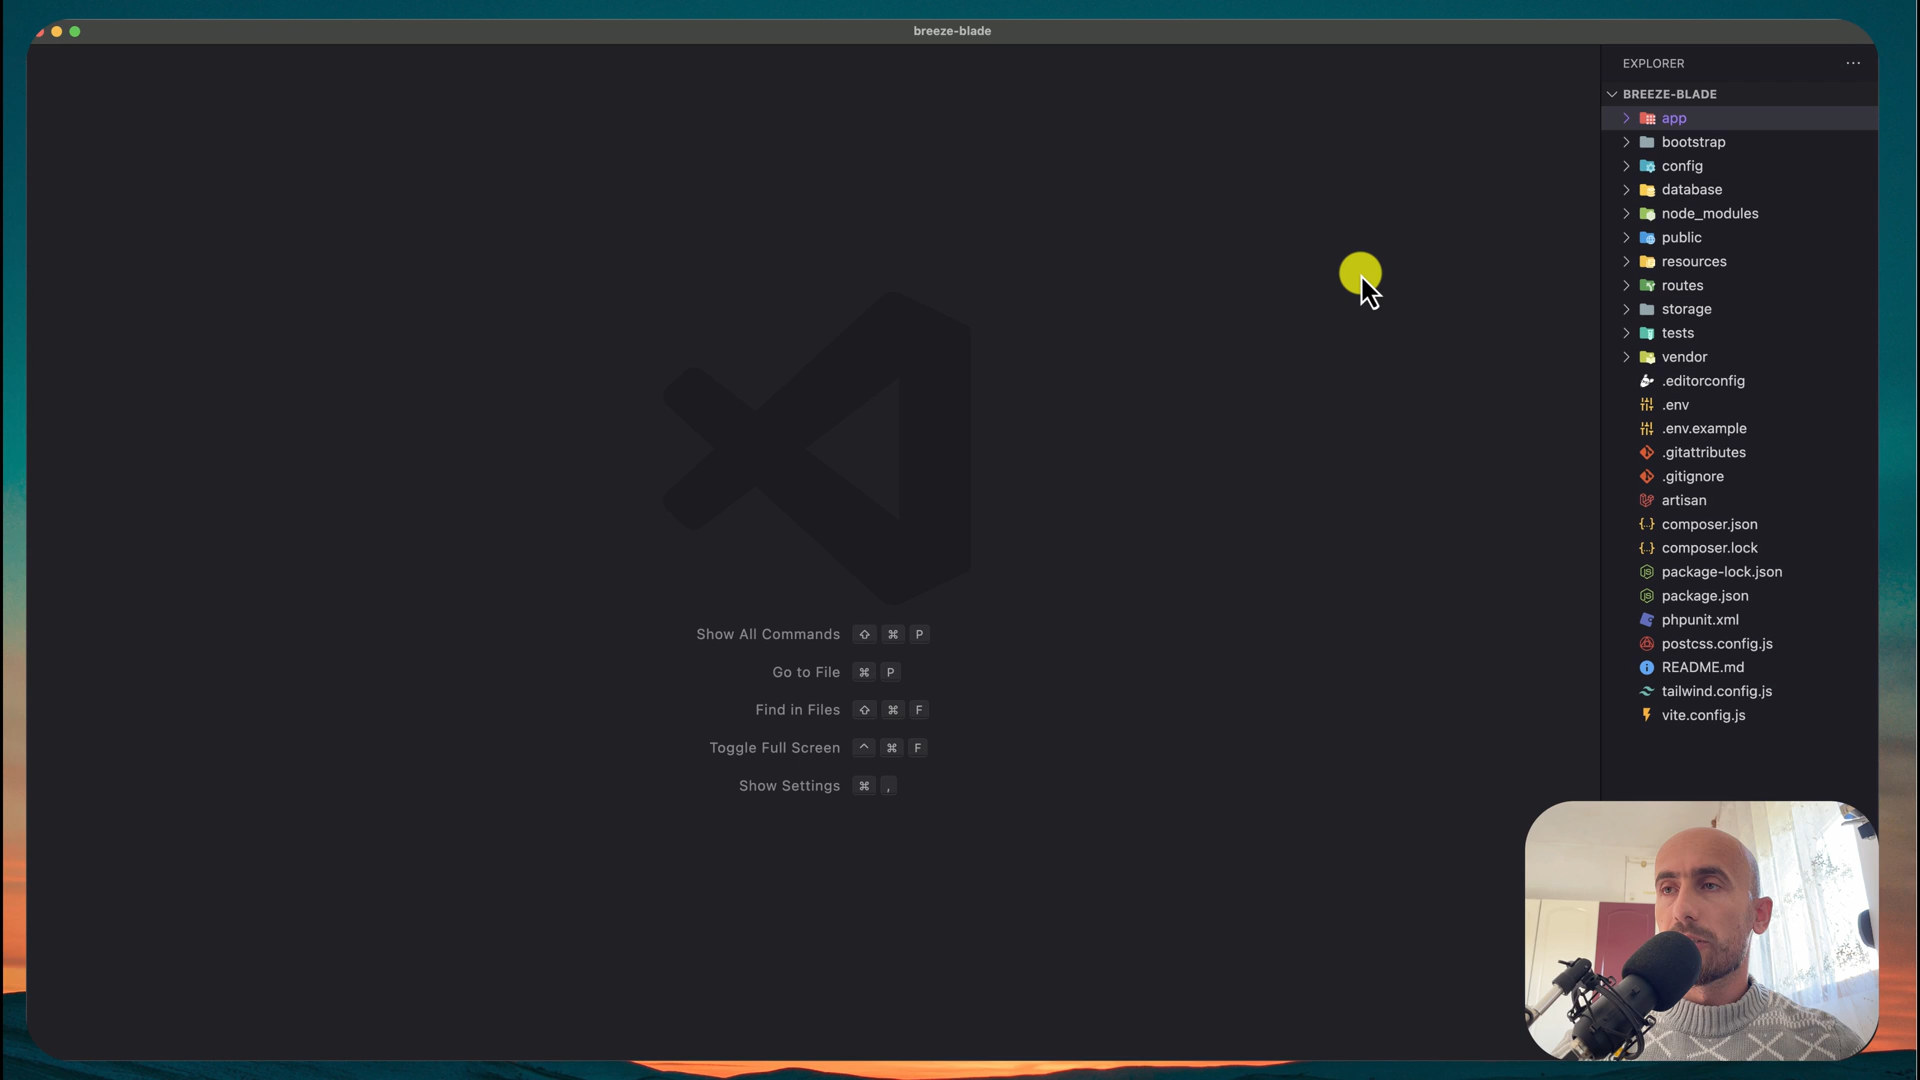 breeze-blade
EXPLORER
BREEZE-BLADE
app
bootstrap
config
database
node_modules
public
resources
routes
storage
tests
vendor
.editorconfig
.env
.env.example
.gitattributes
.gitignore
artisan
composer.json
composer.lock
package-lock.json
package.json
phpunit.xml
postcss.config.js
README.md
tailwind.config.js
vite.config.js
Show All Commands ⇧ ⌘ P
Go to File ⌘ P
Find in Files ⇧ ⌘ F
Toggle Full Screen ^ ⌘ F
Show Settings ⌘ ,